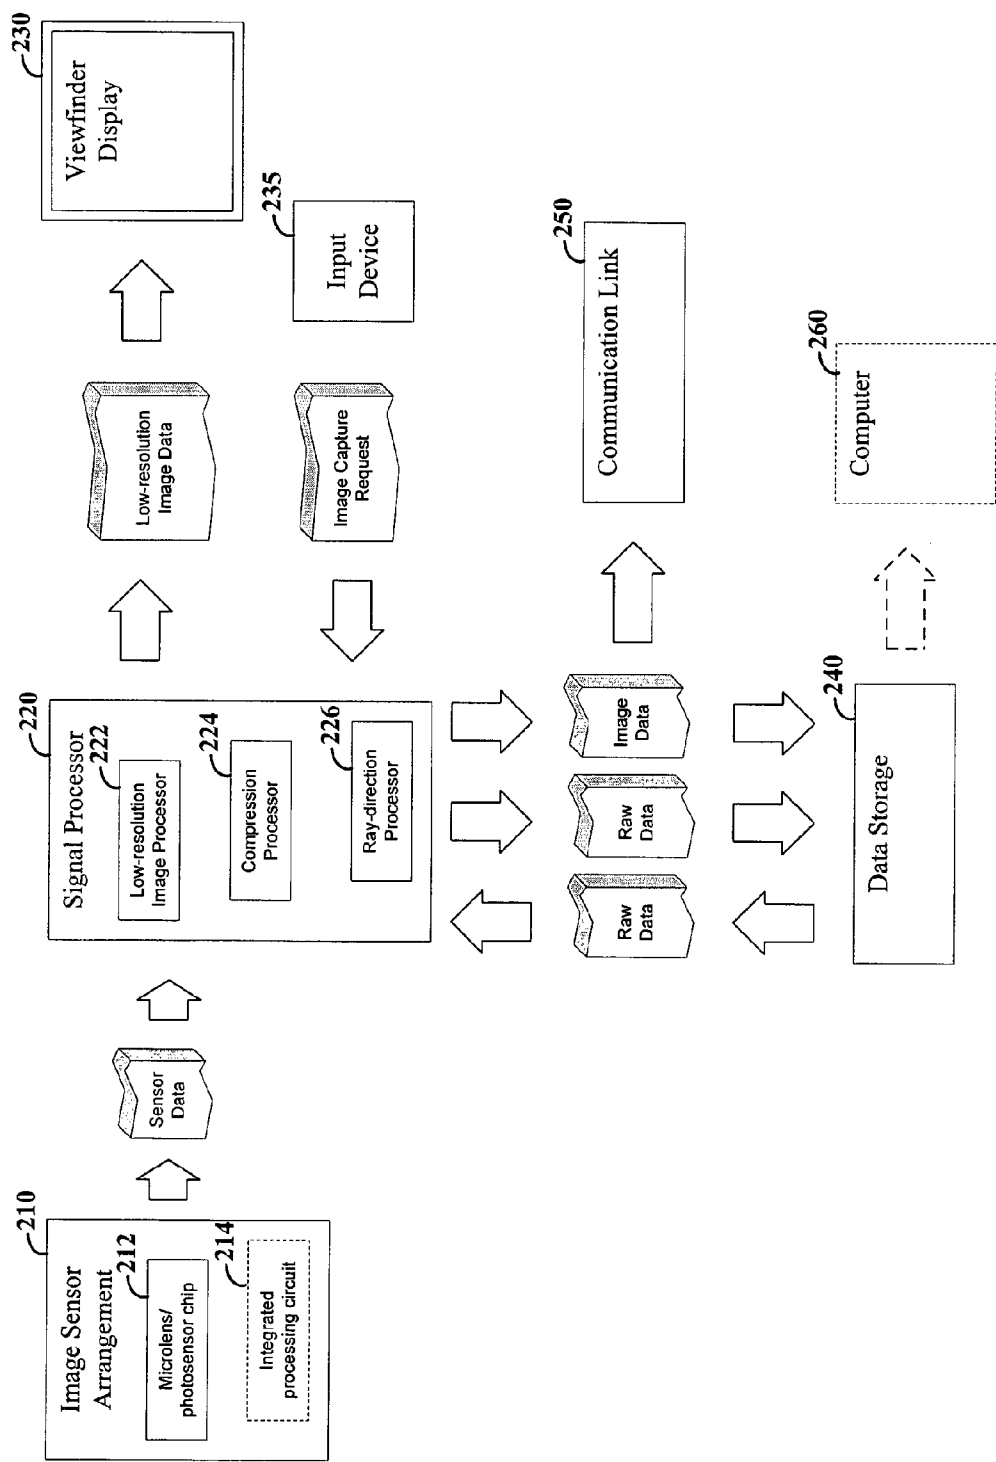 210
Image Sensor
Arrangement
212
Microlens/
photosensor chip
214
Integrated
processing circuit
Sensor
Data
220
Signal Processor
222
Low-resolution
Image Processor
224
Compression
Processor
226
Ray-direction
Processor
Low-resolution
Image Data
230
Viewfinder
Display
Image Capture
Request
235
Input
Device
Raw
Data
Raw
Data
Image
Data
250
Communication Link
240
Data Storage
260
Computer